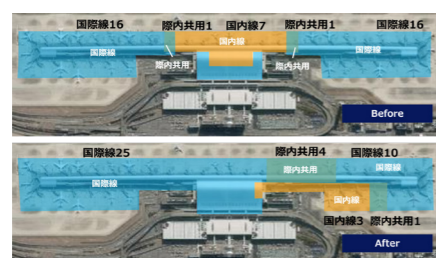 国際線16 際内共用1 国内線7 際内共用1 国際線16
国際線 国内線 国際線
際内共用 際内共用
Before
国際線25 際内共用4 国際線10
際内共用 国際線
国際線
国内線
国内線3 際内共用1
After